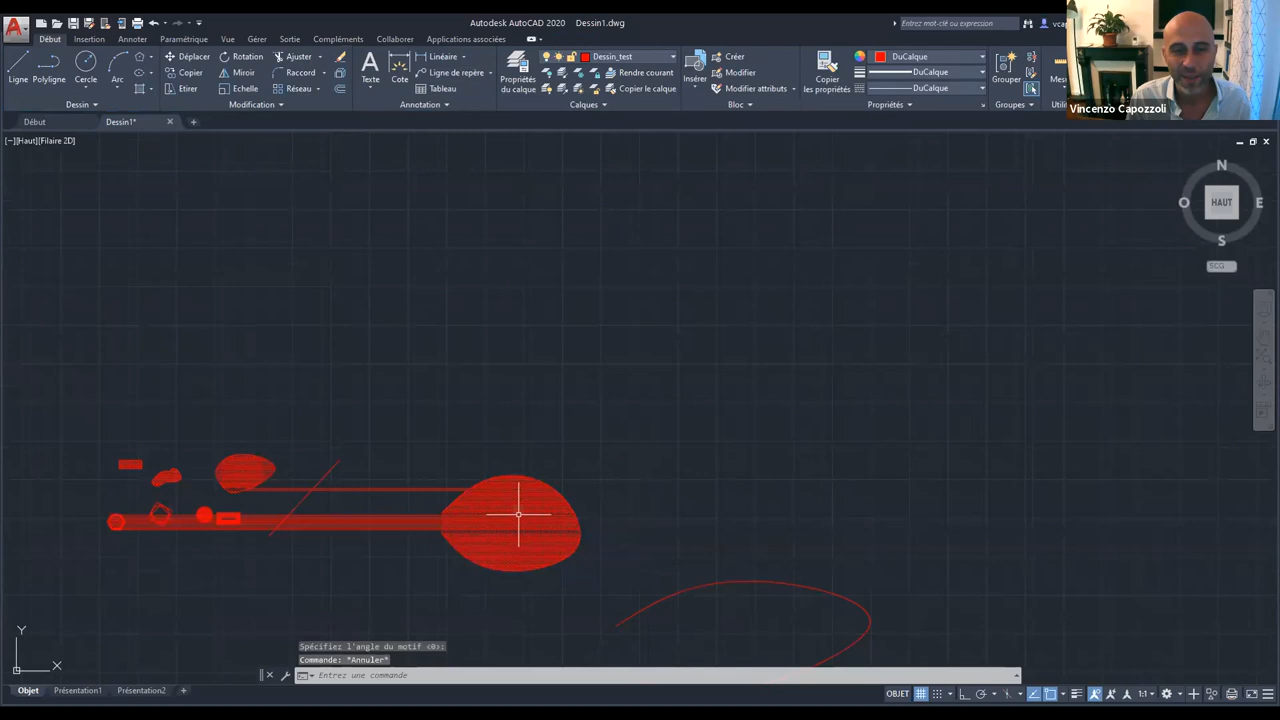 Autodesk AutoCAD 2020 Dessin1.dwg
Entrez mot-clé ou expression
Début Insertion Annoter Paramétrique Vue Gérer Sortie Compléments Collaborer Applications associées
Ligne Polyligne Cercle Arc
Déplacer Rotation Ajuster
Copier Miroir Raccord
Etirer Echelle Réseau
Texte Cote
Linéaire
Ligne de repère
Tableau
Propriétés du calque
Dessin_test
Rendre courant
Copier le calque
Insérer
Créer
Modifier
Modifier attributs
Copier les propriétés
DuCalque
DuCalque
DuCalque
Grouper
Vincenzo Capozzoli
Dessin Modification Annotation Calques Bloc Propriétés Groupes
Début Dessin1*
[−][Haut][Filaire 2D]
N
O HAUT E
S
SCG
Y
X
Spécifiez l'angle du motif <0>:
Commande: *Annuler*
Entrez une commande
Objet Présentation1 Présentation2
OBJET 1:1